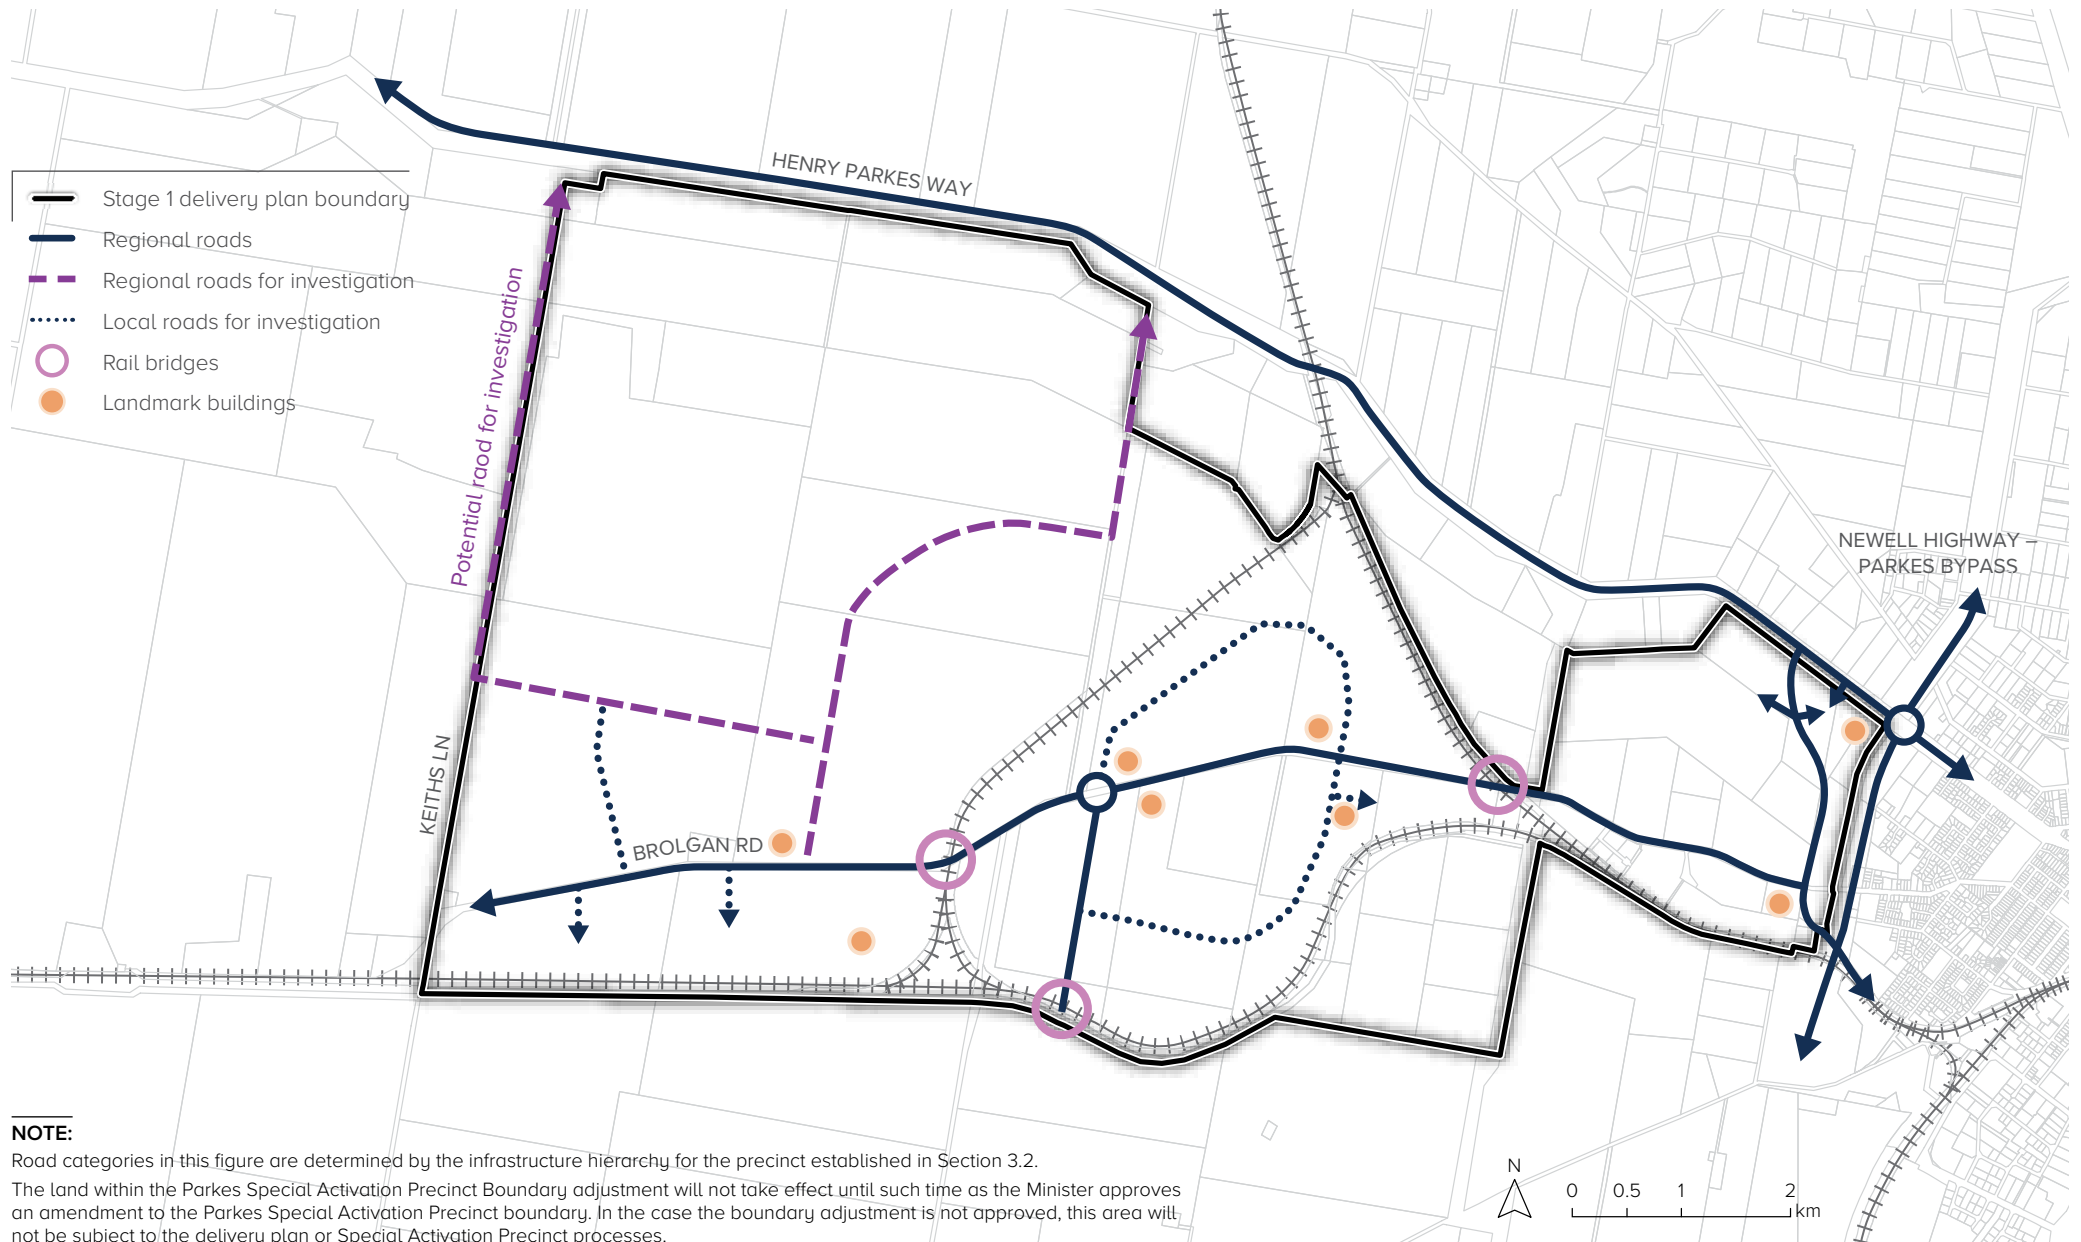 HENRY PARKES WAY
Stage 1 delivery plan boundary
Regional roads
Regional roads for investigation
Local roads for investigation
Rail bridges
Landmark buildings
Potential raod for investigation
NEWELL HIGHWAY –
PARKES BYPASS
KEITHS LN
BROLGAN RD
NOTE:
Road categories in this figure are determined by the infrastructure hierarchy for the precinct established in Section 3.2.
The land within the Parkes Special Activation Precinct Boundary adjustment will not take effect until such time as the Minister approves
an amendment to the Parkes Special Activation Precinct boundary. In the case the boundary adjustment is not approved, this area will
not be subject to the delivery plan or Special Activation Precinct processes.
N
0 0.5 1 2
km